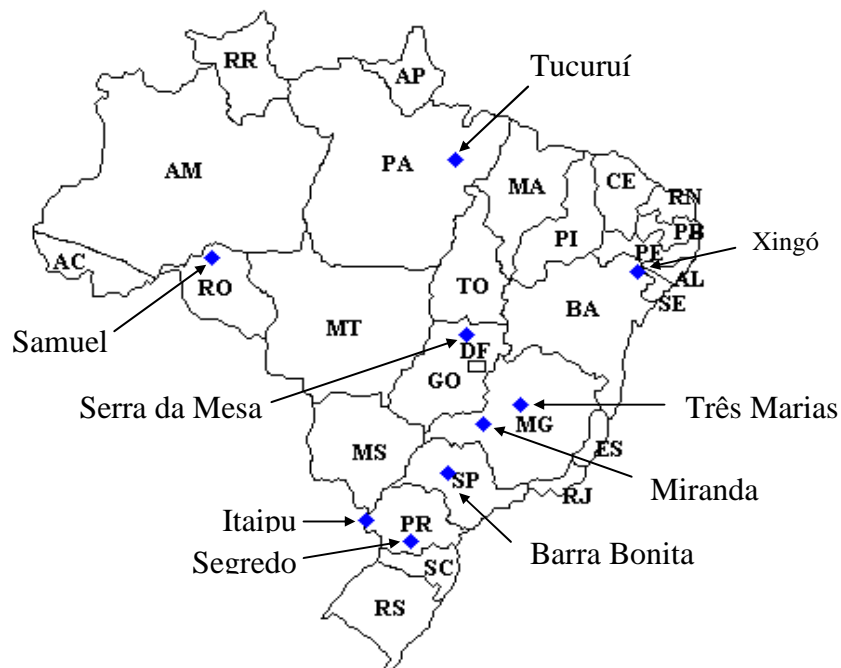 RR
AP
Tucuruí
AM
PA
MA
CE
RN
PI
PB
PE
Xingó
AC
RO
TO
AL
SE
BA
Samuel
MT
DF
GO
Serra da Mesa
Três Marias
MG
MS
ES
SP
RJ
Miranda
Itaipu
PR
Barra Bonita
Segredo
SC
RS